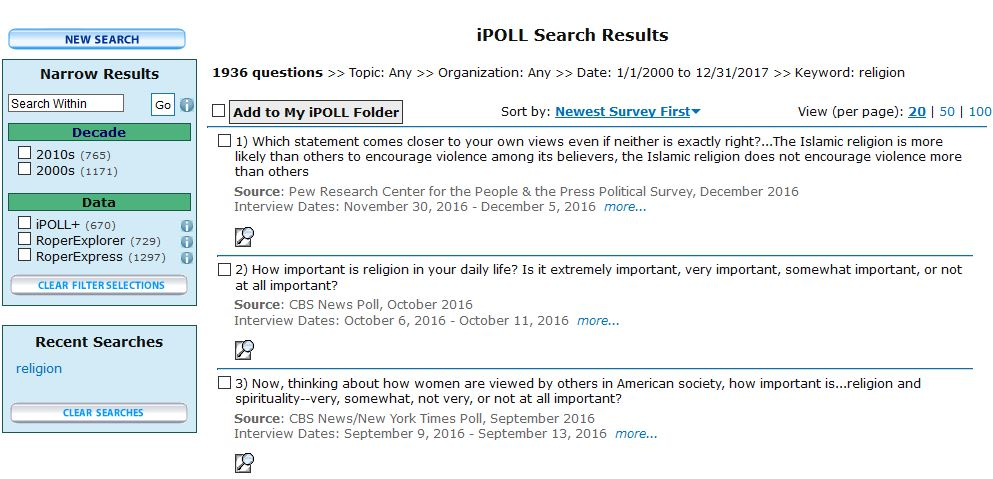 NEW SEARCH
Narrow Results
Search Within Go
Decade
2010s (765)
2000s (1171)
Data
iPOLL+ (670)
RoperExplorer (729)
RoperExpress (1297)
CLEAR FILTER SELECTIONS
Recent Searches
religion
CLEAR SEARCHES
iPOLL Search Results
1936 questions >> Topic: Any >> Organization: Any >> Date: 1/1/2000 to 12/31/2017 >> Keyword: religion
Add to My iPOLL Folder Sort by: Newest Survey First View (per page): 20 | 50 | 100
1) Which statement comes closer to your own views even if neither is exactly right?...The Islamic religion is more
likely than others to encourage violence among its believers, the Islamic religion does not encourage violence more
than others
Source: Pew Research Center for the People & the Press Political Survey, December 2016
Interview Dates: November 30, 2016 - December 5, 2016 more...
2) How important is religion in your daily life? Is it extremely important, very important, somewhat important, or not
at all important?
Source: CBS News Poll, October 2016
Interview Dates: October 6, 2016 - October 11, 2016 more...
3) Now, thinking about how women are viewed by others in American society, how important is...religion and
spirituality--very, somewhat, not very, or not at all important?
Source: CBS News/New York Times Poll, September 2016
Interview Dates: September 9, 2016 - September 13, 2016 more...